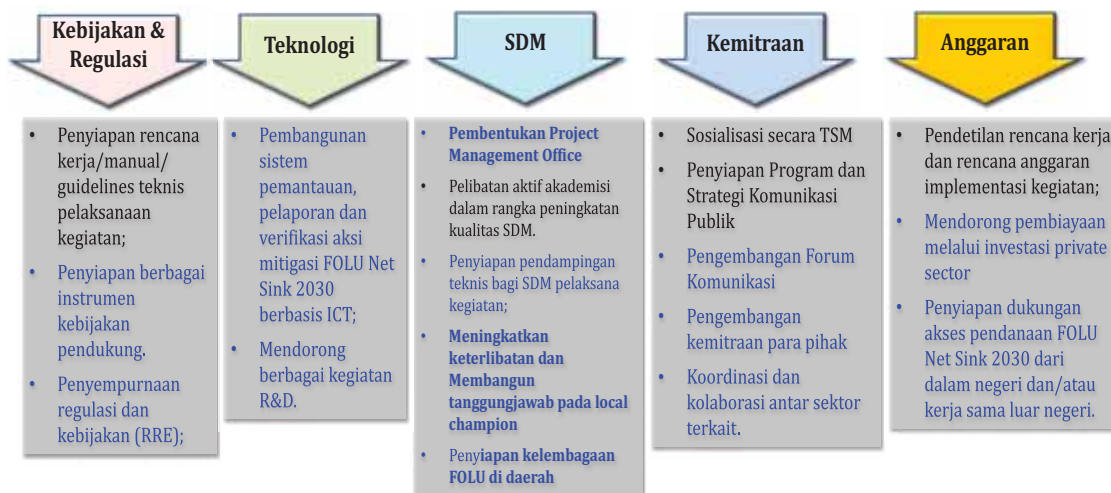 Kebijakan &
Regulasi
Teknologi
SDM
Kemitraan
Anggaran
• Penyiapan rencana
kerja/manual/
guidelines teknis
pelaksanaan
kegiatan;
• Penyiapan berbagai
instrumen
kebijakan
pendukung.
• Penyempurnaan
regulasi dan
kebijakan (RRE);
• Pembangunan
sistem
pemantauan,
pelaporan dan
verifikasi aksi
mitigasi FOLU Net
Sink 2030
berbasis ICT;
• Mendorong
berbagai kegiatan
R&D.
• Pembentukan Project
Management Office
• Pelibatan aktif akademisi
dalam rangka peningkatan
kualitas SDM.
• Penyiapan pendampingan
teknis bagi SDM pelaksana
kegiatan;
• Meningkatkan
keterlibatan dan
Membangun
tanggungjawab pada local
champion
• Penyiapan kelembagaan
FOLU di daerah
• Sosialisasi secara TSM
• Penyiapan Program dan
Strategi Komunikasi
Publik
• Pengembangan Forum
Komunikasi
• Pengembangan
kemitraan para pihak
• Koordinasi dan
kolaborasi antar sektor
terkait.
• Pendetilan rencana kerja
dan rencana anggaran
implementasi kegiatan;
• Mendorong pembiayaan
melalui investasi private
sector
• Penyiapan dukungan
akses pendanaan FOLU
Net Sink 2030 dari
dalam negeri dan/atau
kerja sama luar negeri.